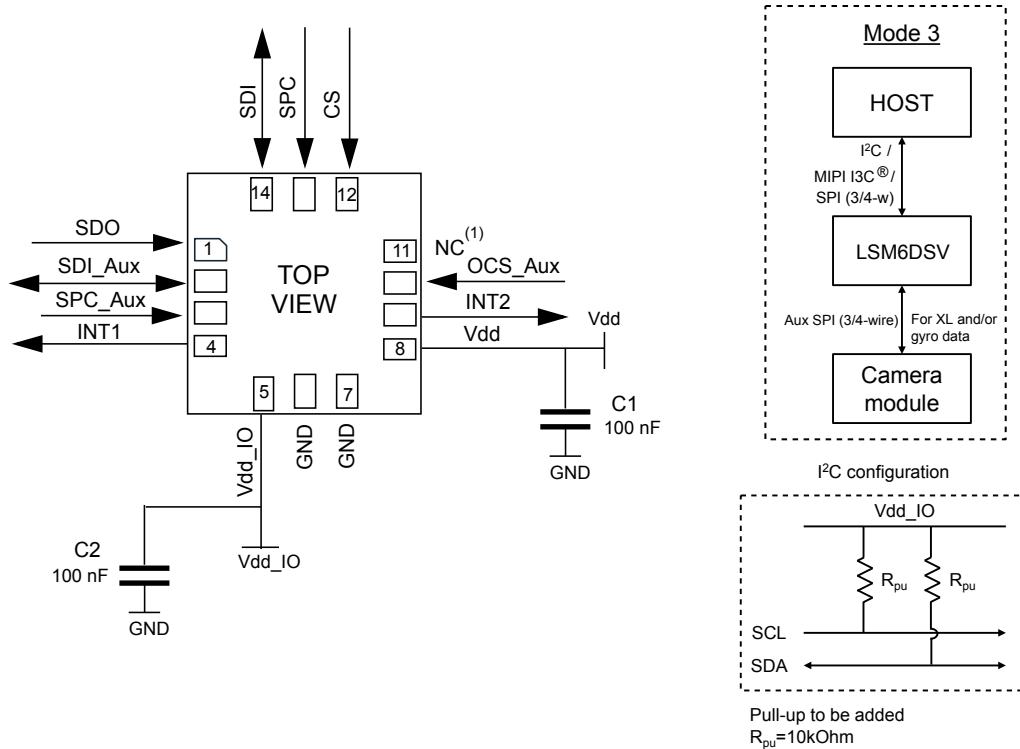 SDI
SPC
CS
14
12
SDO
SDI_Aux
SPC_Aux
INT1
1
4
TOP
VIEW
11
8
NC(1)
OCS_Aux
INT2
Vdd
Vdd
5
7
Vdd_IO
GND
GND
C1
100 nF
GND
C2
100 nF
GND
Vdd_IO
Mode 3
HOST
I²C /
MIPI I3C®/
SPI (3/4-w)
LSM6DSV
Aux SPI (3/4-wire)
For XL and/or
gyro data
Camera
module
I²C configuration
Vdd_IO
Rpu
Rpu
SCL
SDA
Pull-up to be added
Rpu=10kOhm